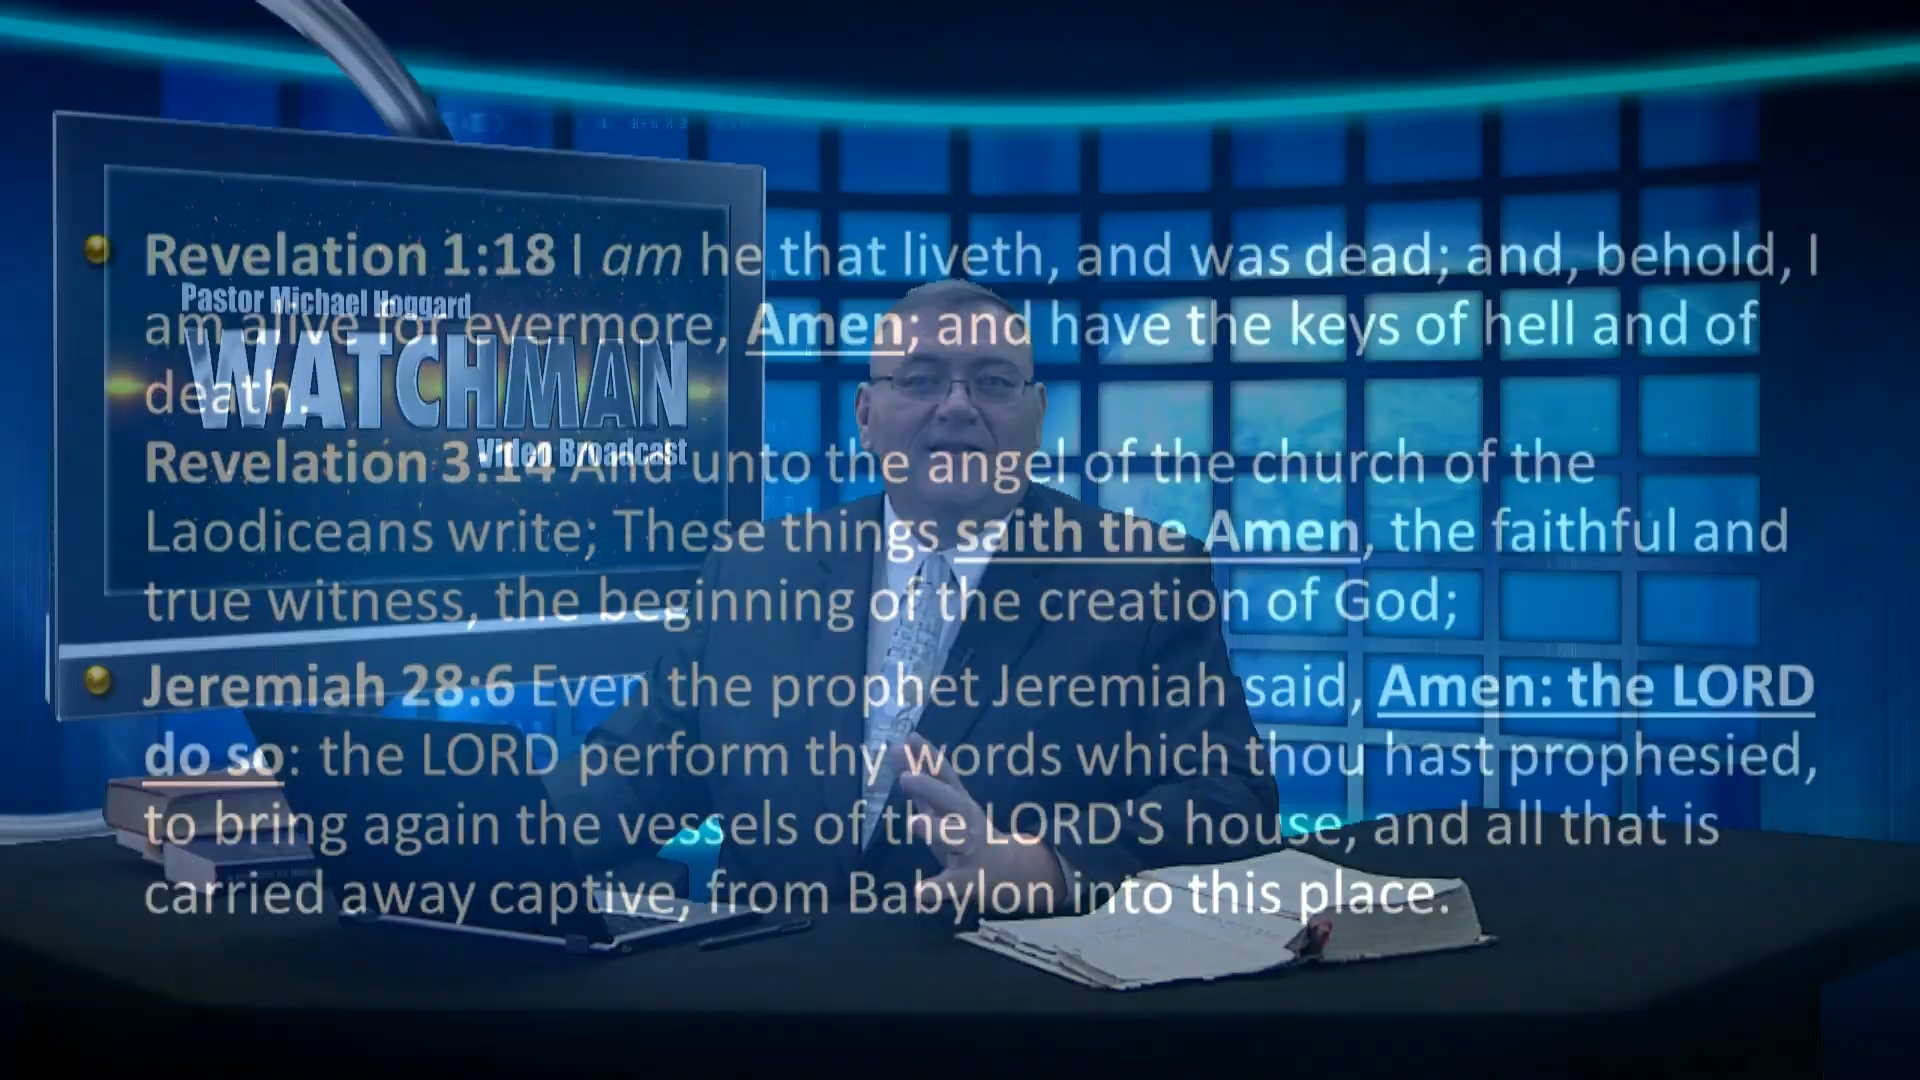 Revelation 1:18 I am he that liveth, and was dead; and, behold, I
am alive for evermore, Amen; and have the keys of hell and of
death.
Revelation 3:14 And unto the angel of the church of the
Laodiceans write; These things saith the Amen, the faithful and
true witness, the beginning of the creation of God;
Jeremiah 28:6 Even the prophet Jeremiah said, Amen: the LORD
do so: the LORD perform thy words which thou hast prophesied,
to bring again the vessels of the LORD'S house, and all that is
carried away captive, from Babylon into this place.
Pastor Michael Hoggard
WATCHMAN
Video Broadcast